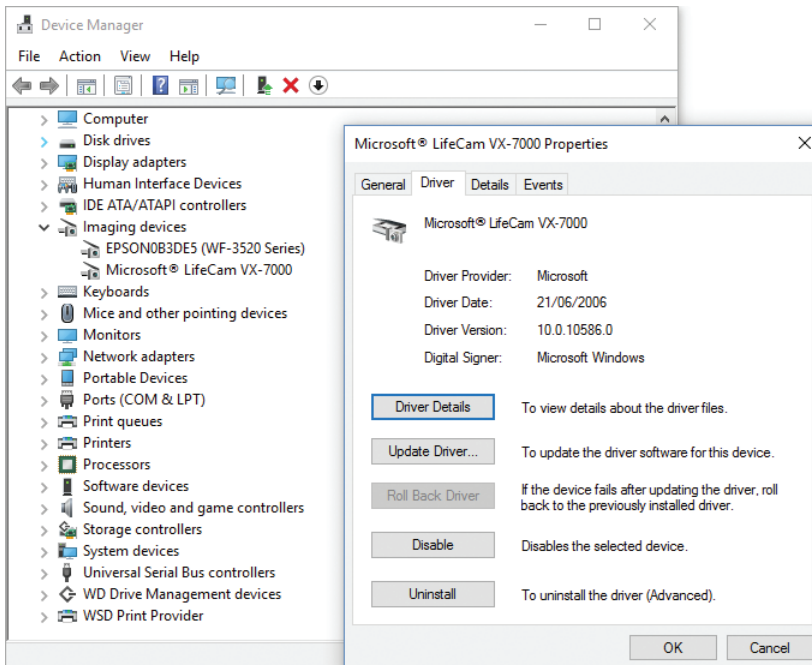 Device Manager
File Action View Help
Computer
Disk drives
Display adapters
Human Interface Devices
IDE ATA/ATAPI controllers
Imaging devices
EPSON0B3DE5 (WF-3520 Series)
Microsoft® LifeCam VX-7000
Keyboards
Mice and other pointing devices
Monitors
Network adapters
Portable Devices
Ports (COM & LPT)
Print queues
Printers
Processors
Software devices
Sound, video and game controllers
Storage controllers
System devices
Universal Serial Bus controllers
WD Drive Management devices
WSD Print Provider
Microsoft® LifeCam VX-7000 Properties
General Driver Details Events
Microsoft® LifeCam VX-7000
Driver Provider: Microsoft
Driver Date: 21/06/2006
Driver Version: 10.0.10586.0
Digital Signer: Microsoft Windows
Driver Details To view details about the driver files.
Update Driver... To update the driver software for this device.
Roll Back Driver If the device fails after updating the driver, roll
back to the previously installed driver.
Disable Disables the selected device.
Uninstall To uninstall the driver (Advanced).
OK Cancel